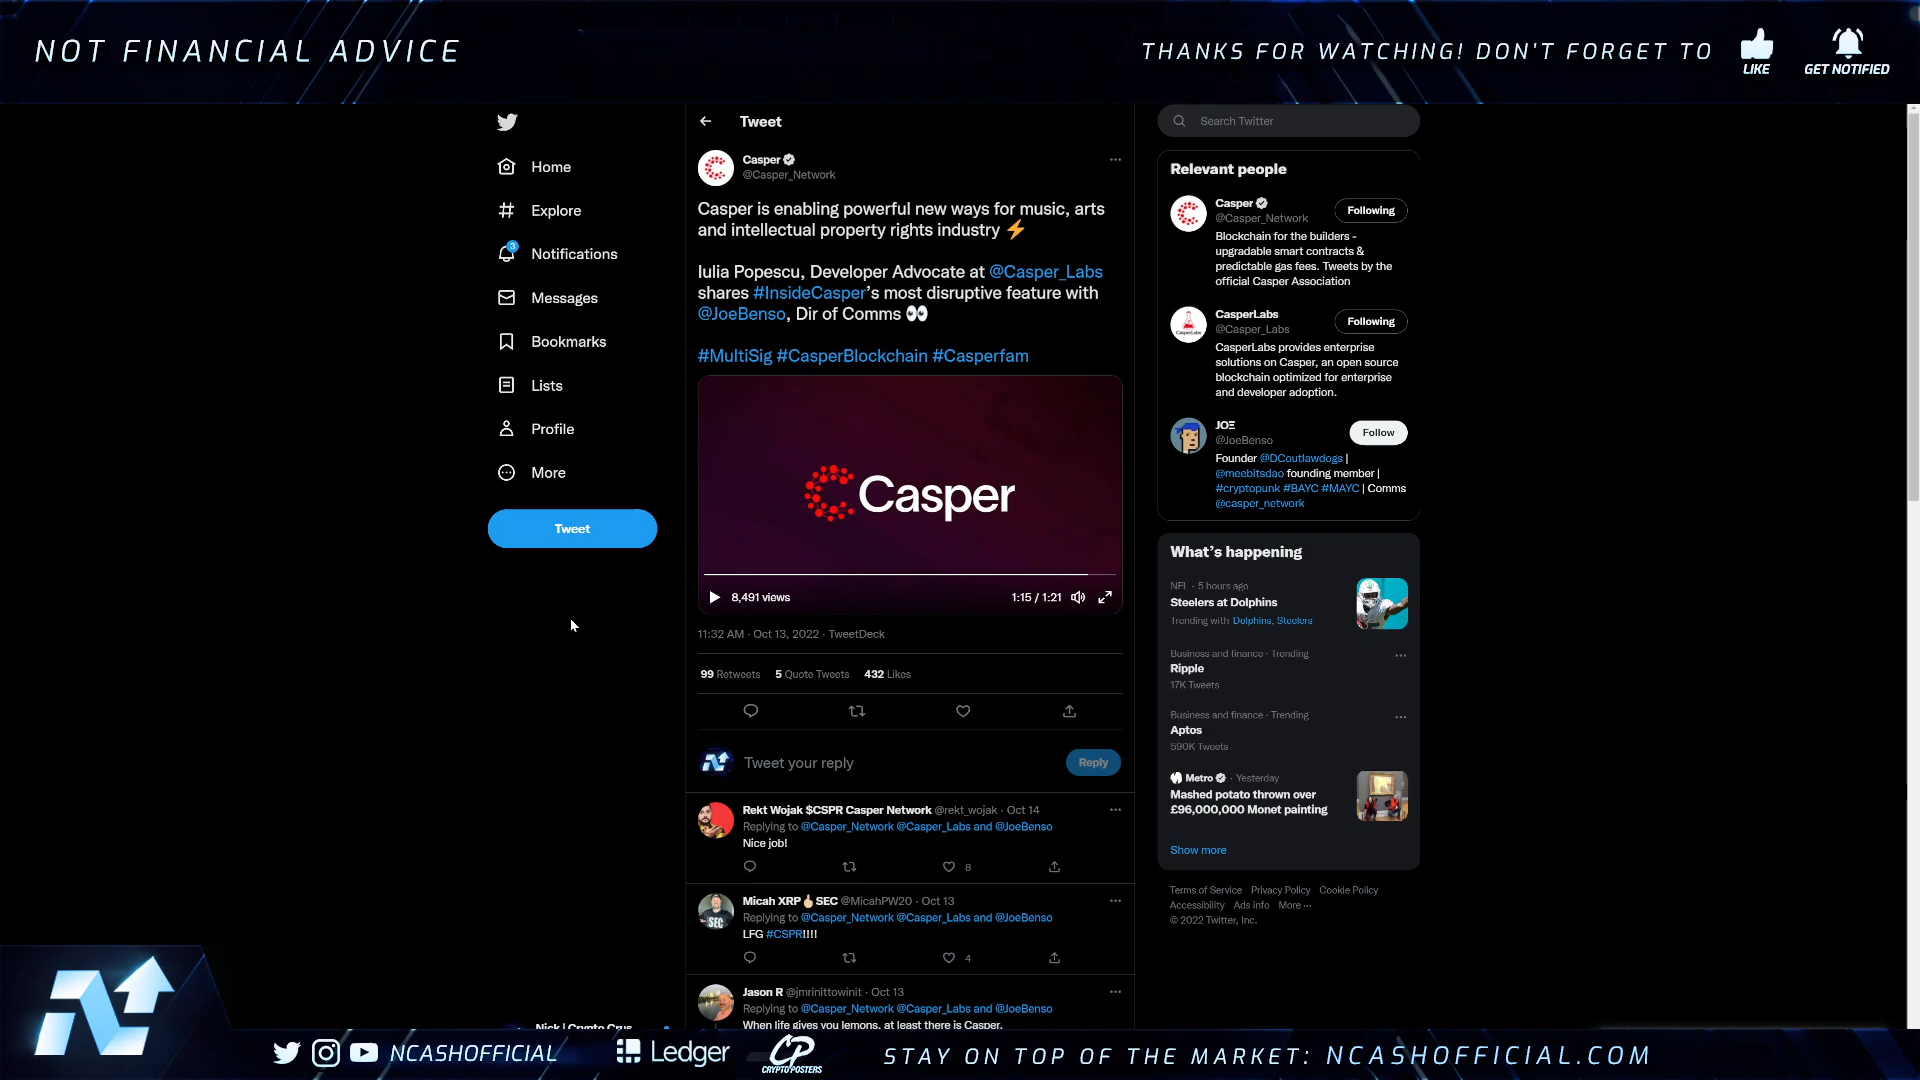 NOT FINANCIAL ADVICE
THANKS FOR WATCHING! DON'T FORGET TO
LIKE
GET NOTIFIED
Home
Explore
3
Notifications
Messages
Bookmarks
Lists
Profile
More
Tweet
Tweet
Casper
@Casper_Network
Casper is enabling powerful new ways for music, arts
and intellectual property rights industry ⚡
Iulia Popescu, Developer Advocate at @Casper_Labs
shares #InsideCasper's most disruptive feature with
@JoeBenso, Dir of Comms 👀
#MultiSig #CasperBlockchain #Casperfam
Casper
8,491 views
1:15 / 1:21
11:32 AM · Oct 13, 2022 · TweetDeck
99 Retweets 5 Quote Tweets 432 Likes
Tweet your reply
Reply
Rekt Wojak $CSPR Casper Network @rekt_wojak · Oct 14
Replying to @Casper_Network @Casper_Labs and @JoeBenso
Nice job!
8
Micah XRP👆🏼SEC @MicahPW20 · Oct 13
Replying to @Casper_Network @Casper_Labs and @JoeBenso
LFG #CSPR!!!!
4
Jason R @jmrinittowinit · Oct 13
Replying to @Casper_Network @Casper_Labs and @JoeBenso
When life gives you lemons, at least there is Casper.
Search Twitter
Relevant people
Casper
@Casper_Network
Following
Blockchain for the builders -
upgradable smart contracts &
predictable gas fees. Tweets by the
official Casper Association
CasperLabs
@Casper_Labs
Following
CasperLabs provides enterprise
solutions on Casper, an open source
blockchain optimized for enterprise
and developer adoption.
JOΞ
@JoeBenso
Follow
Founder @DCoutlawdogs |
@meebitsdao founding member |
#cryptopunk #BAYC #MAYC | Comms
@casper_network
What's happening
NFL · 5 hours ago
Steelers at Dolphins
Trending with Dolphins, Steelers
Business and finance · Trending
Ripple
17K Tweets
Business and finance · Trending
Aptos
590K Tweets
Metro · Yesterday
Mashed potato thrown over
£96,000,000 Monet painting
Show more
Terms of Service Privacy Policy Cookie Policy
Accessibility Ads info More ···
© 2022 Twitter, Inc.
Nick | Crypto Crus
NCASHOFFICIAL
Ledger
CP
CRYPTOPOSTERS
STAY ON TOP OF THE MARKET: NCASHOFFICIAL.COM